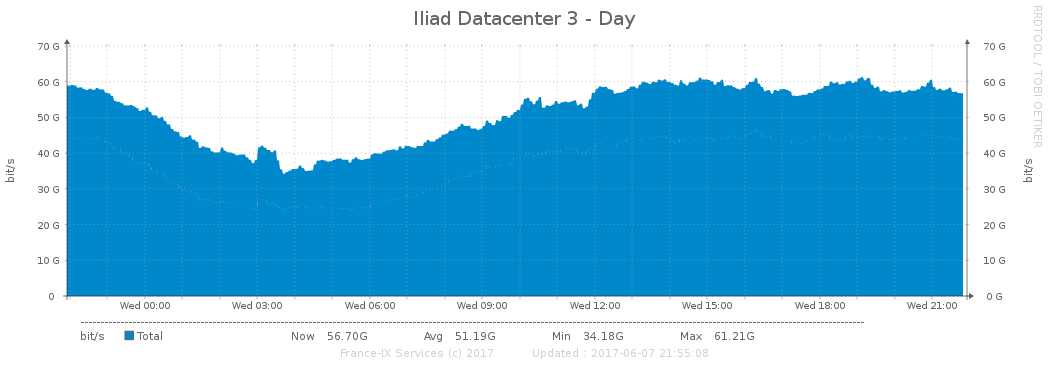 Iliad Datacenter 3 - Day
RRDTOOL / TOBI OETIKER
bit/s
70 G 70 G
60 G 60 G
50 G 50 G
40 G 40 G
30 G 30 G
20 G 20 G
10 G 10 G
0 0 G
bit/s
Wed 00:00 Wed 03:00 Wed 06:00 Wed 09:00 Wed 12:00 Wed 15:00 Wed 18:00 Wed 21:00
bit/s Total Now 56.70G Avg 51.19G Min 34.18G Max 61.21G
France-IX Services (c) 2017 Updated : 2017-06-07 21:55:08